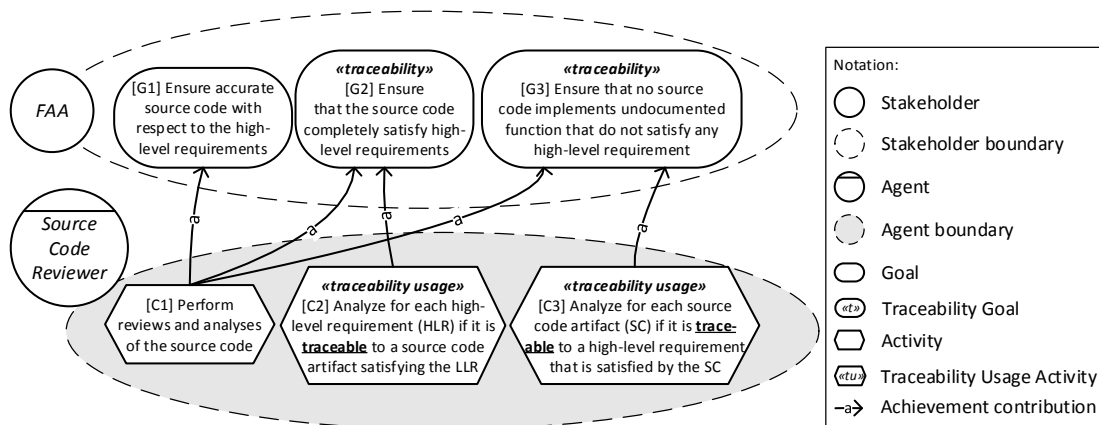 FAA
[G1] Ensure accurate
source code with
respect to the high-
level requirements
«traceability»
[G2] Ensure
that the source code
completely satisfy high-
level requirements
«traceability»
[G3] Ensure that no source
code implements undocumented
function that do not satisfy any
high-level requirement
a
a
a
a
a
Source
Code
Reviewer
[C1] Perform
reviews and analyses
of the source code
«traceability usage»
[C2] Analyze for each high-
level requirement (HLR) if it is
traceable to a source code
artifact satisfying the LLR
«traceability usage»
[C3] Analyze for each source
code artifact (SC) if it is trace-
able to a high-level requirement
that is satisfied by the SC
Notation:
Stakeholder
Stakeholder boundary
Agent
Agent boundary
Goal
«t» Traceability Goal
Activity
«tu» Traceability Usage Activity
a Achievement contribution